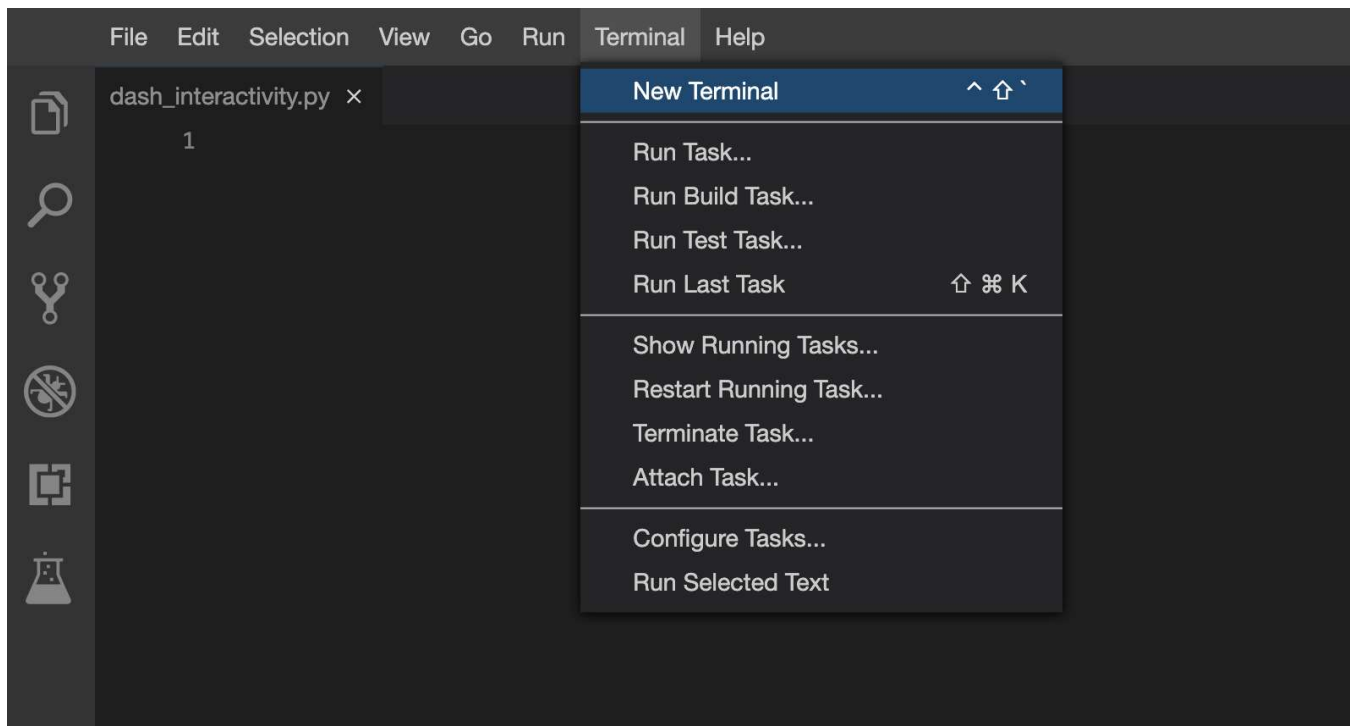 File Edit Selection View Go Run Terminal Help
dash_interactivity.py ×
1
New Terminal ^ ⇧ `
Run Task...
Run Build Task...
Run Test Task...
Run Last Task ⇧ ⌘ K
Show Running Tasks...
Restart Running Task...
Terminate Task...
Attach Task...
Configure Tasks...
Run Selected Text